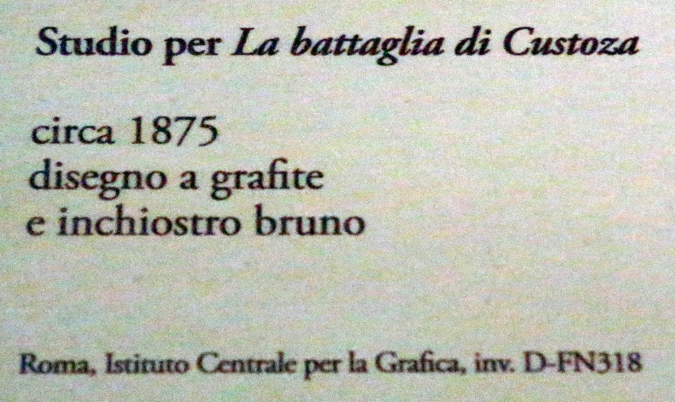 Studio per La battaglia di Custoza
circa 1875
disegno a grafite
e inchiostro bruno
Roma, Istituto Centrale per la Grafica, inv. D-FN318